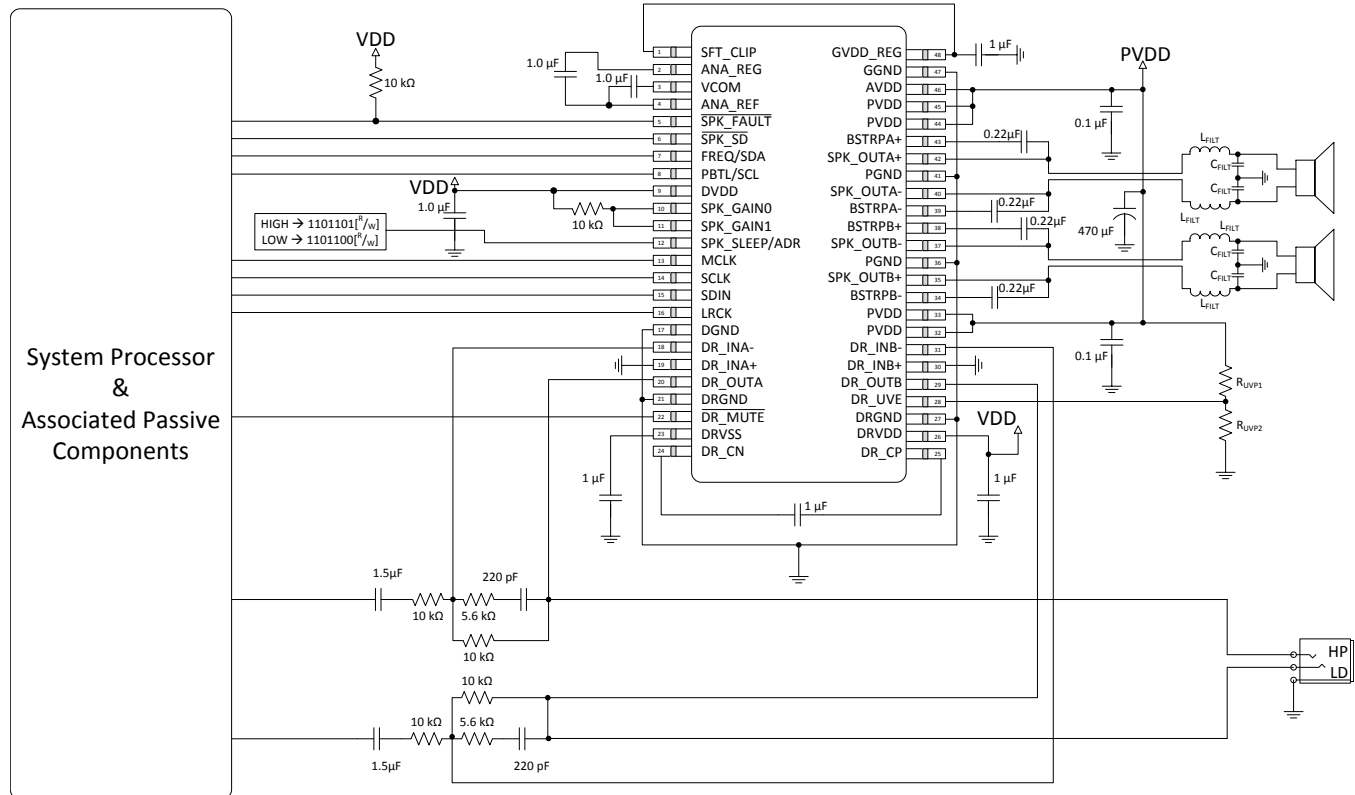 System Processor
&
Associated Passive
Components
VDD
10 kΩ
1.0 µF
1.0 µF
VDD
1.0 µF
10 kΩ
HIGH → 1101101[R/W]
LOW → 1101100[R/W]
1 SFT_CLIP
2 ANA_REG
3 VCOM
4 ANA_REF
5 SPK_FAULT
6 SPK_SD
7 FREQ/SDA
8 PBTL/SCL
9 DVDD
10 SPK_GAIN0
11 SPK_GAIN1
12 SPK_SLEEP/ADR
13 MCLK
14 SCLK
15 SDIN
16 LRCK
17 DGND
18 DR_INA-
19 DR_INA+
20 DR_OUTA
21 DRGND
22 DR_MUTE
23 DRVSS
24 DR_CN
GVDD_REG 48
GGND 47
AVDD 46
PVDD 45
PVDD 44
BSTRPA+ 43
SPK_OUTA+ 42
PGND 41
SPK_OUTA- 40
BSTRPA- 39
BSTRPB+ 38
SPK_OUTB- 37
PGND 36
SPK_OUTB+ 35
BSTRPB- 34
PVDD 33
PVDD 32
DR_INB- 31
DR_INB+ 30
DR_OUTB 29
DR_UVE 28
DRGND 27
DRVDD 26
DR_CP 25
1 µF
PVDD
0.1 µF
0.22µF
0.22µF
0.22µF
0.22µF
470 µF
LFILT
CFILT
CFILT
LFILT
LFILT
CFILT
CFILT
LFILT
0.1 µF
RUVP1
RUVP2
VDD
1 µF
1 µF
1 µF
1.5µF
10 kΩ
5.6 kΩ
220 pF
10 kΩ
10 kΩ
10 kΩ
5.6 kΩ
1.5µF
220 pF
HP
LD